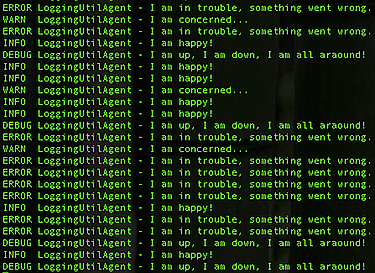 ERROR LoggingUtilAgent - I am in trouble, something went wrong.
WARN LoggingUtilAgent - I am concerned...
INFO LoggingUtilAgent - I am happy!
DEBUG LoggingUtilAgent - I am up, I am down, I am all araound!
INFO LoggingUtilAgent - I am happy!
INFO LoggingUtilAgent - I am happy!
WARN LoggingUtilAgent - I am concerned...
INFO LoggingUtilAgent - I am happy!
INFO LoggingUtilAgent - I am happy!
DEBUG LoggingUtilAgent - I am up, I am down, I am all araound!
ERROR LoggingUtilAgent - I am in trouble, something went wrong.
WARN LoggingUtilAgent - I am concerned...
ERROR LoggingUtilAgent - I am in trouble, something went wrong.
ERROR LoggingUtilAgent - I am in trouble, something went wrong.
ERROR LoggingUtilAgent - I am in trouble, something went wrong.
ERROR LoggingUtilAgent - I am in trouble, something went wrong.
INFO LoggingUtilAgent - I am happy!
ERROR LoggingUtilAgent - I am in trouble, something went wrong.
ERROR LoggingUtilAgent - I am in trouble, something went wrong.
DEBUG LoggingUtilAgent - I am up, I am down, I am all araound!
INFO LoggingUtilAgent - I am happy!
DEBUG LoggingUtilAgent - I am up, I am down, I am all araound!